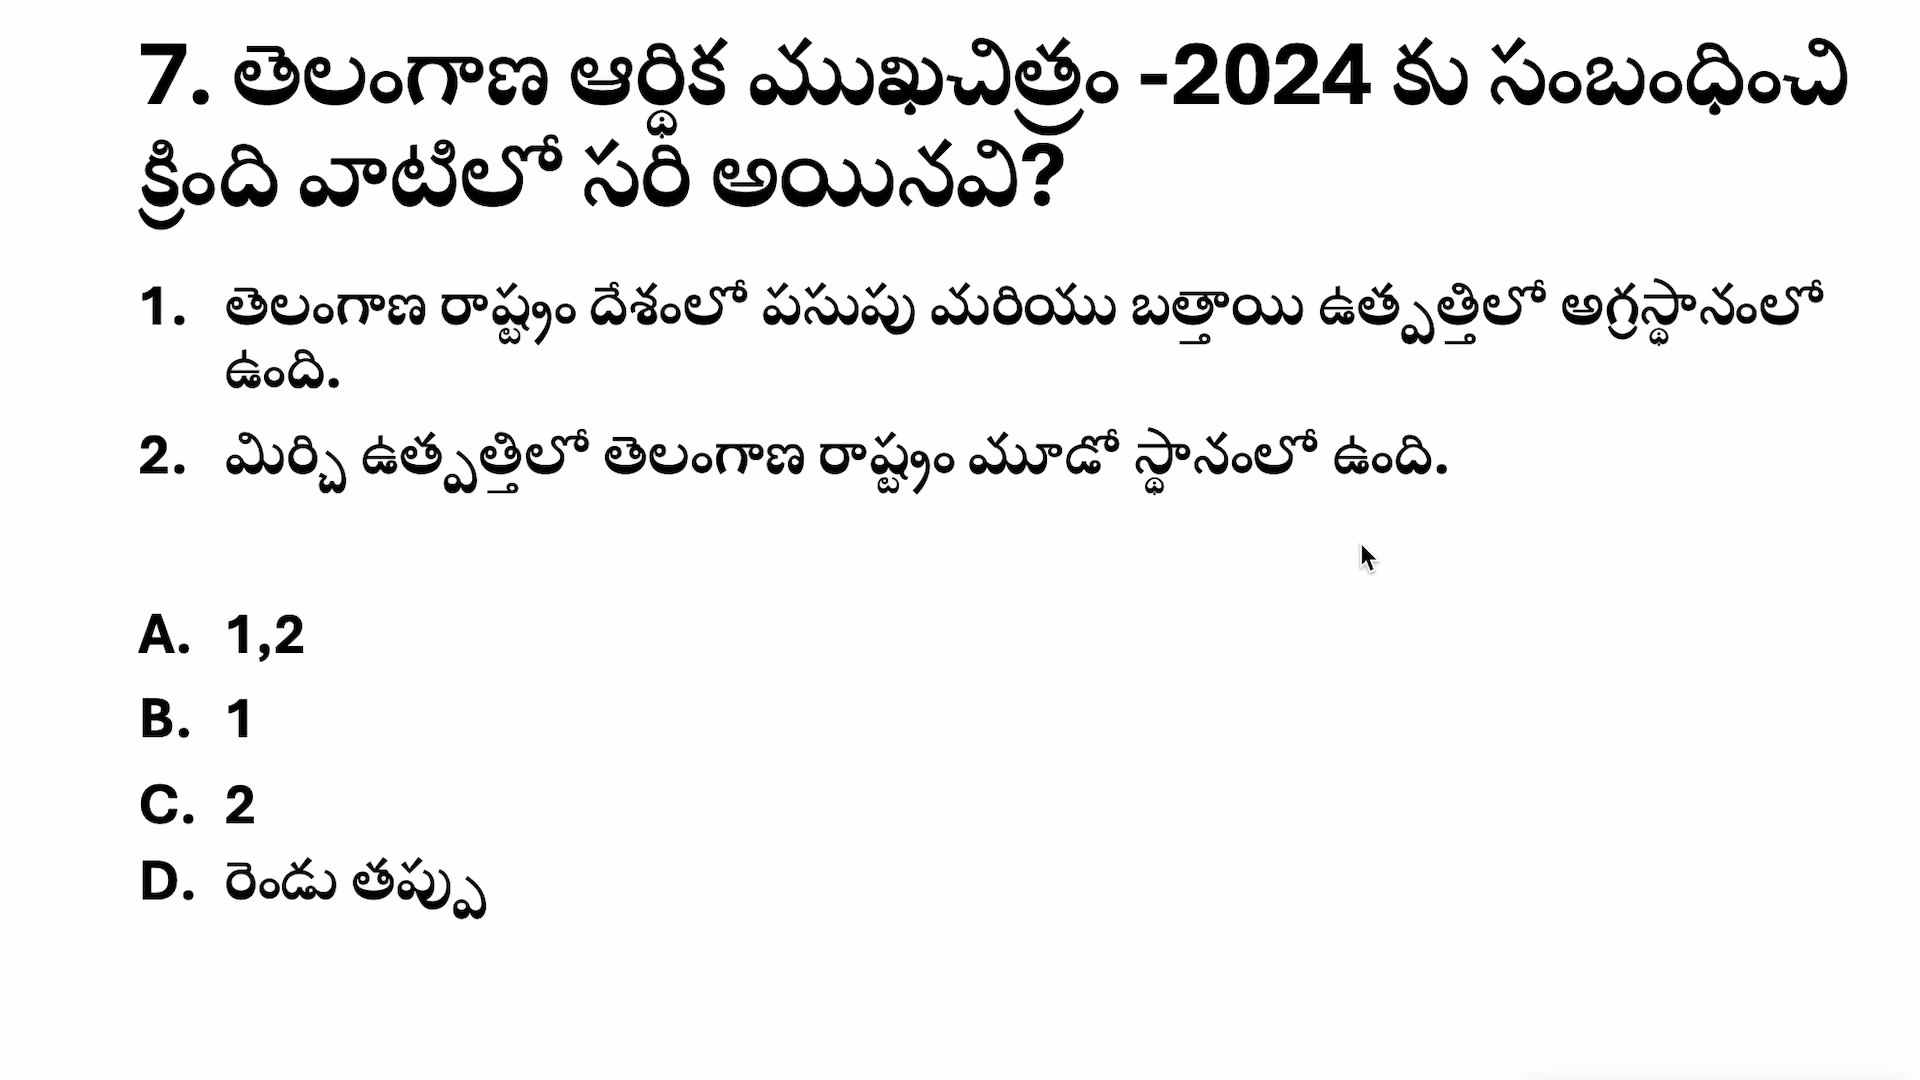 7. తెలంగాణ ఆర్థిక ముఖచిత్రం -2024 కు సంబంధించి
క్రింది వాటిలో సరి అయినవి?
1. తెలంగాణ రాష్ట్రం దేశంలో పసుపు మరియు బత్తాయి ఉత్పత్తిలో అగ్రస్థానంలో
ఉంది.
2. మిర్చి ఉత్పత్తిలో తెలంగాణ రాష్ట్రం మూడో స్థానంలో ఉంది.
A. 1,2
B. 1
C. 2
D. రెండు తప్పు